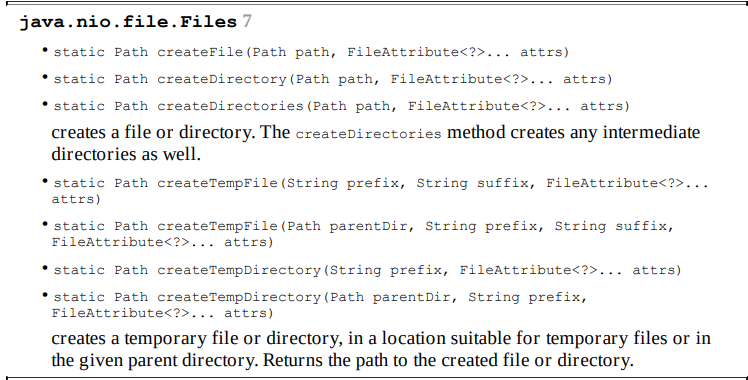 java.nio.file.Files 7
• static Path createFile(Path path, FileAttribute<?>... attrs)
• static Path createDirectory(Path path, FileAttribute<?>... attrs)
• static Path createDirectories(Path path, FileAttribute<?>... attrs)
creates a file or directory. The createDirectories method creates any intermediate
directories as well.
• static Path createTempFile(String prefix, String suffix, FileAttribute<?>...
attrs)
• static Path createTempFile(Path parentDir, String prefix, String suffix,
FileAttribute<?>... attrs)
• static Path createTempDirectory(String prefix, FileAttribute<?>... attrs)
• static Path createTempDirectory(Path parentDir, String prefix,
FileAttribute<?>... attrs)
creates a temporary file or directory, in a location suitable for temporary files or in
the given parent directory. Returns the path to the created file or directory.